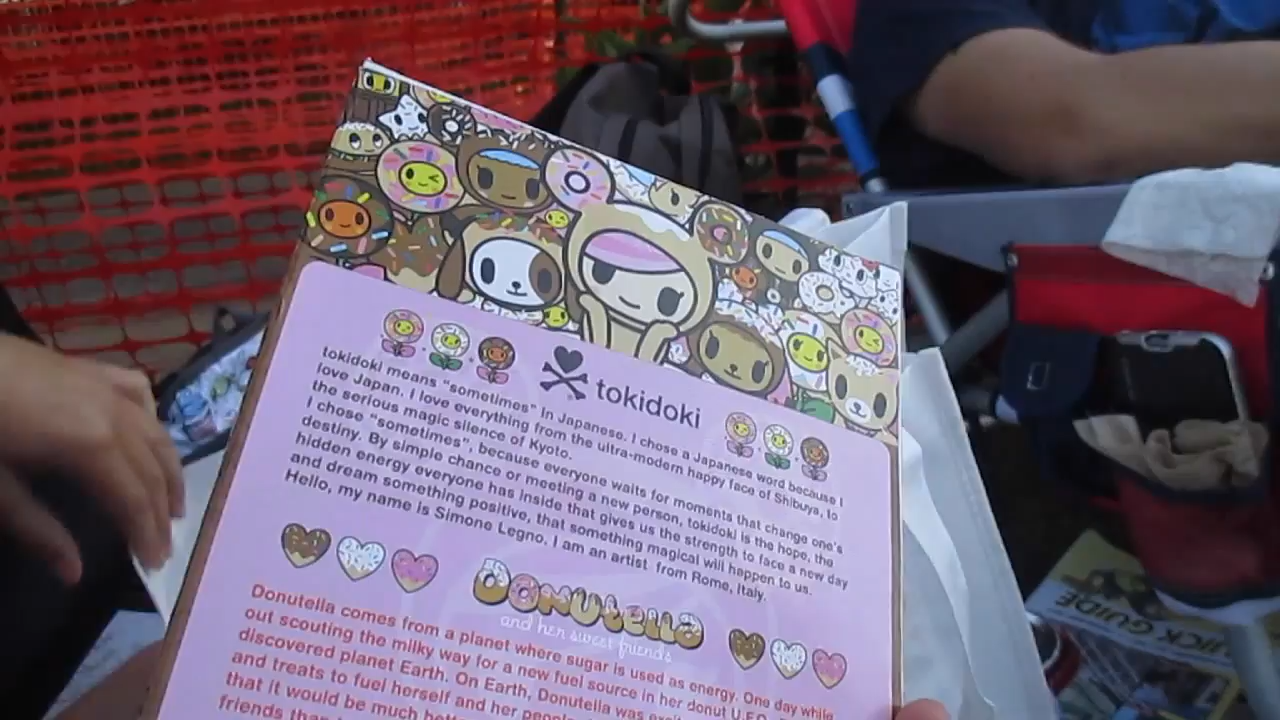 tokidoki
tokidoki means "sometimes" in Japanese. I chose a Japanese word because I
love Japan. I love everything from the ultra-modern happy face of Shibuya, to
the serious magic silence of Kyoto.
I chose "sometimes", because everyone waits for moments that change one's
destiny. By simple chance or meeting a new person, tokidoki is the hope, the
hidden energy everyone has inside that gives us the strength to face a new day
and dream something positive, that something magical will happen to us.
Hello, my name is Simone Legno. I am an artist from Rome, Italy.
Donutella
and her sweet friends
Donutella comes from a planet where sugar is used as energy. One day while
out scouting the milky way for a new fuel source in her donut U.F.O.
discovered planet Earth. On Earth, Donutella was
and treats to fuel herself and her
that it would be much
friends
GUIDE